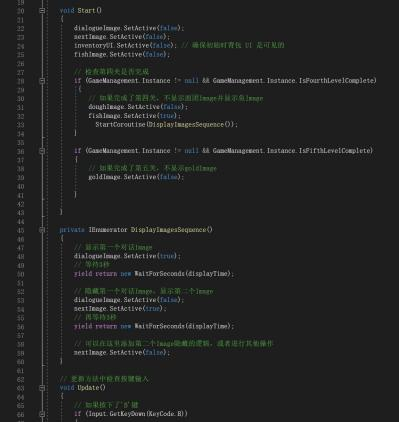 19
20 void Start()
21 {
22 dialogueImage.SetActive(false);
23 nextImage.SetActive(false);
24 inventoryUI.SetActive(false); // 确保初始时背包 UI 是可见的
25 fishImage.SetActive(false);
26
27 // 检查第四关是否完成
28 if (GameManagement.Instance != null && GameManagement.Instance.IsFourthLevelComplete)
29 {
30 // 如果完成了第四关，不显示面团Image并显示鱼Image
31 doughImage.SetActive(false);
32 fishImage.SetActive(true);
33 StartCoroutine(DisplayImagesSequence());
34 }
35
36 if (GameManagement.Instance != null && GameManagement.Instance.IsFifthLevelComplete)
37 {
38 // 如果完成了第五关，不显示goldImage
39 goldImage.SetActive(false);
40
41 }
42
43 }
44
45 private IEnumerator DisplayImagesSequence()
46 {
47 // 显示第一个对话Image
48 dialogueImage.SetActive(true);
49 // 等待3秒
50 yield return new WaitForSeconds(displayTime);
51
52 // 隐藏第一个对话Image，显示第二个Image
53 dialogueImage.SetActive(false);
54 nextImage.SetActive(true);
55 // 再等待3秒
56 yield return new WaitForSeconds(displayTime);
57
58 // 可以在这里添加第二个Image隐藏的逻辑，或者进行其他操作
59 nextImage.SetActive(false);
60 }
61
62 // 更新方法中检查按键输入
63 void Update()
64 {
65 // 如果按下了'B'键
66 if (Input.GetKeyDown(KeyCode.B))